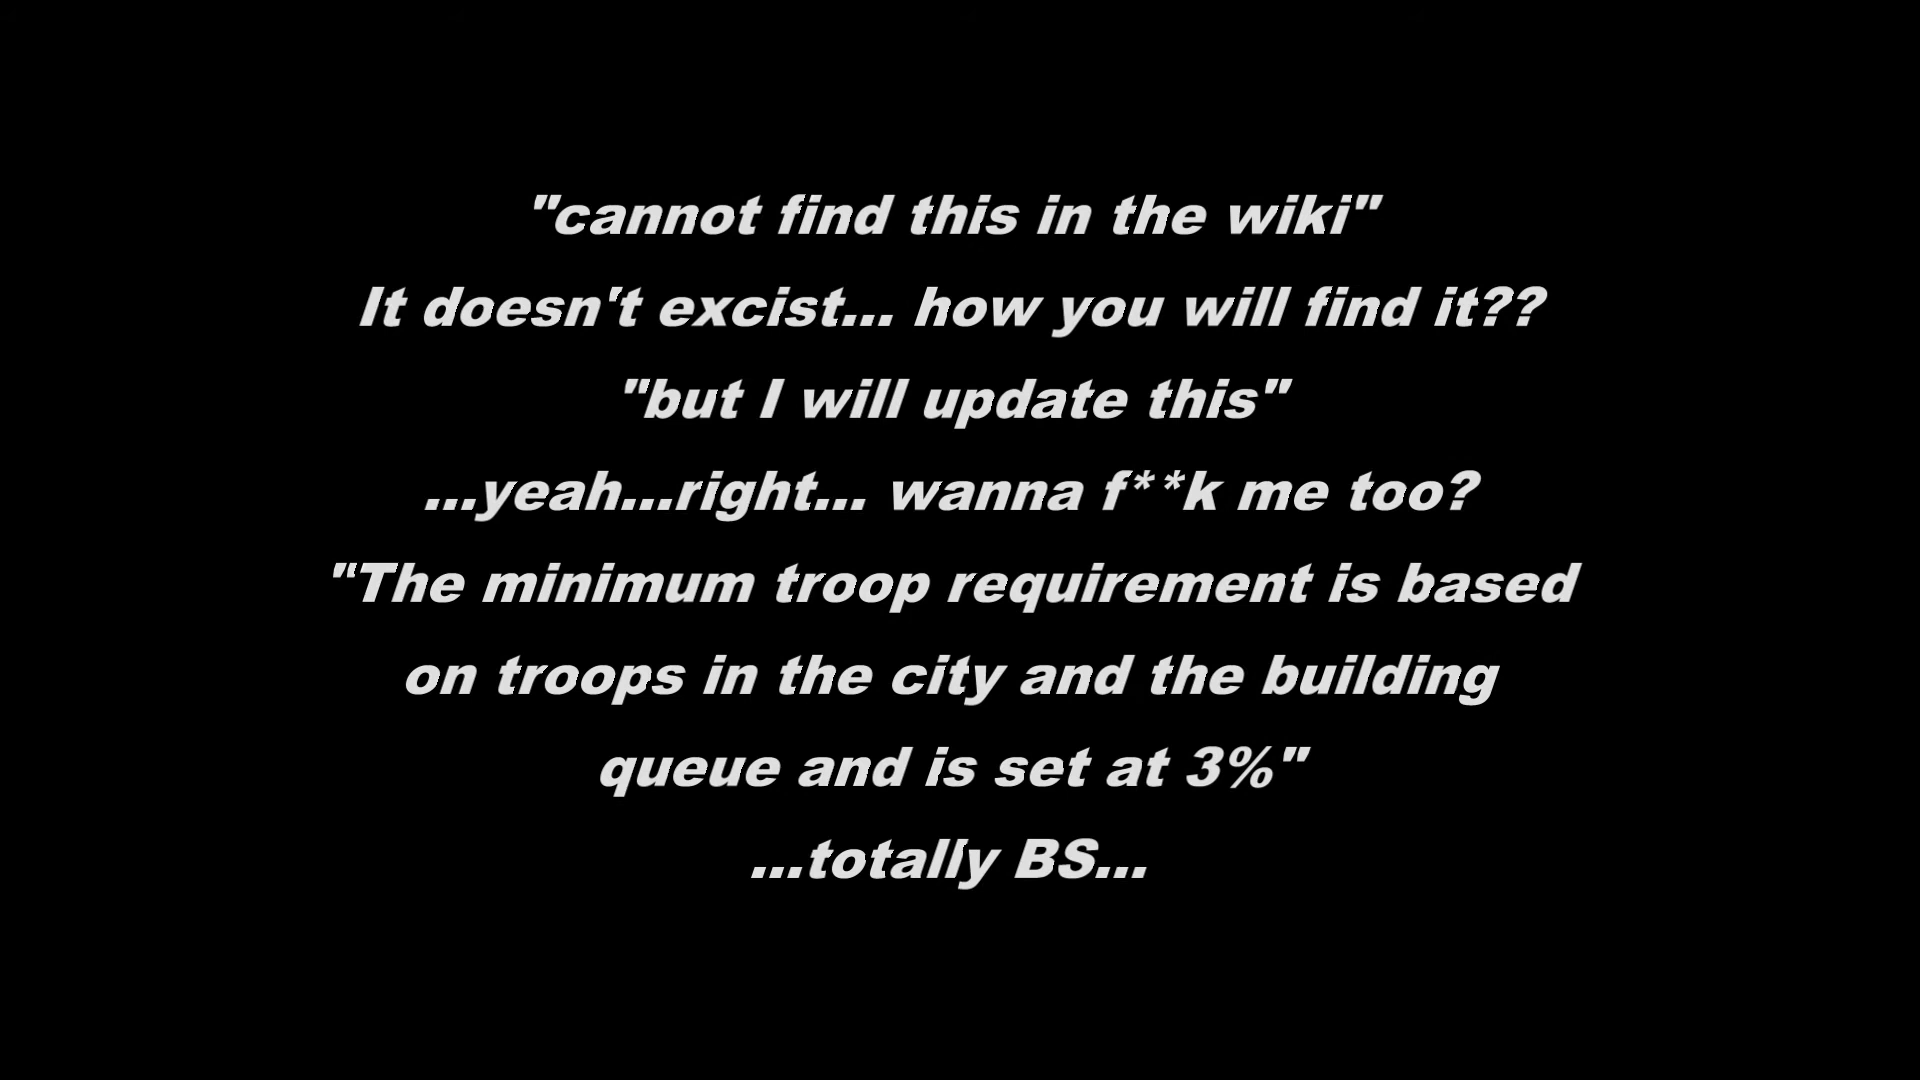 "cannot find this in the wiki"
It doesn't excist... how you will find it??
"but I will update this"
...yeah...right... wanna f**k me too?
"The minimum troop requirement is based
on troops in the city and the building
queue and is set at 3%"
...totally BS...